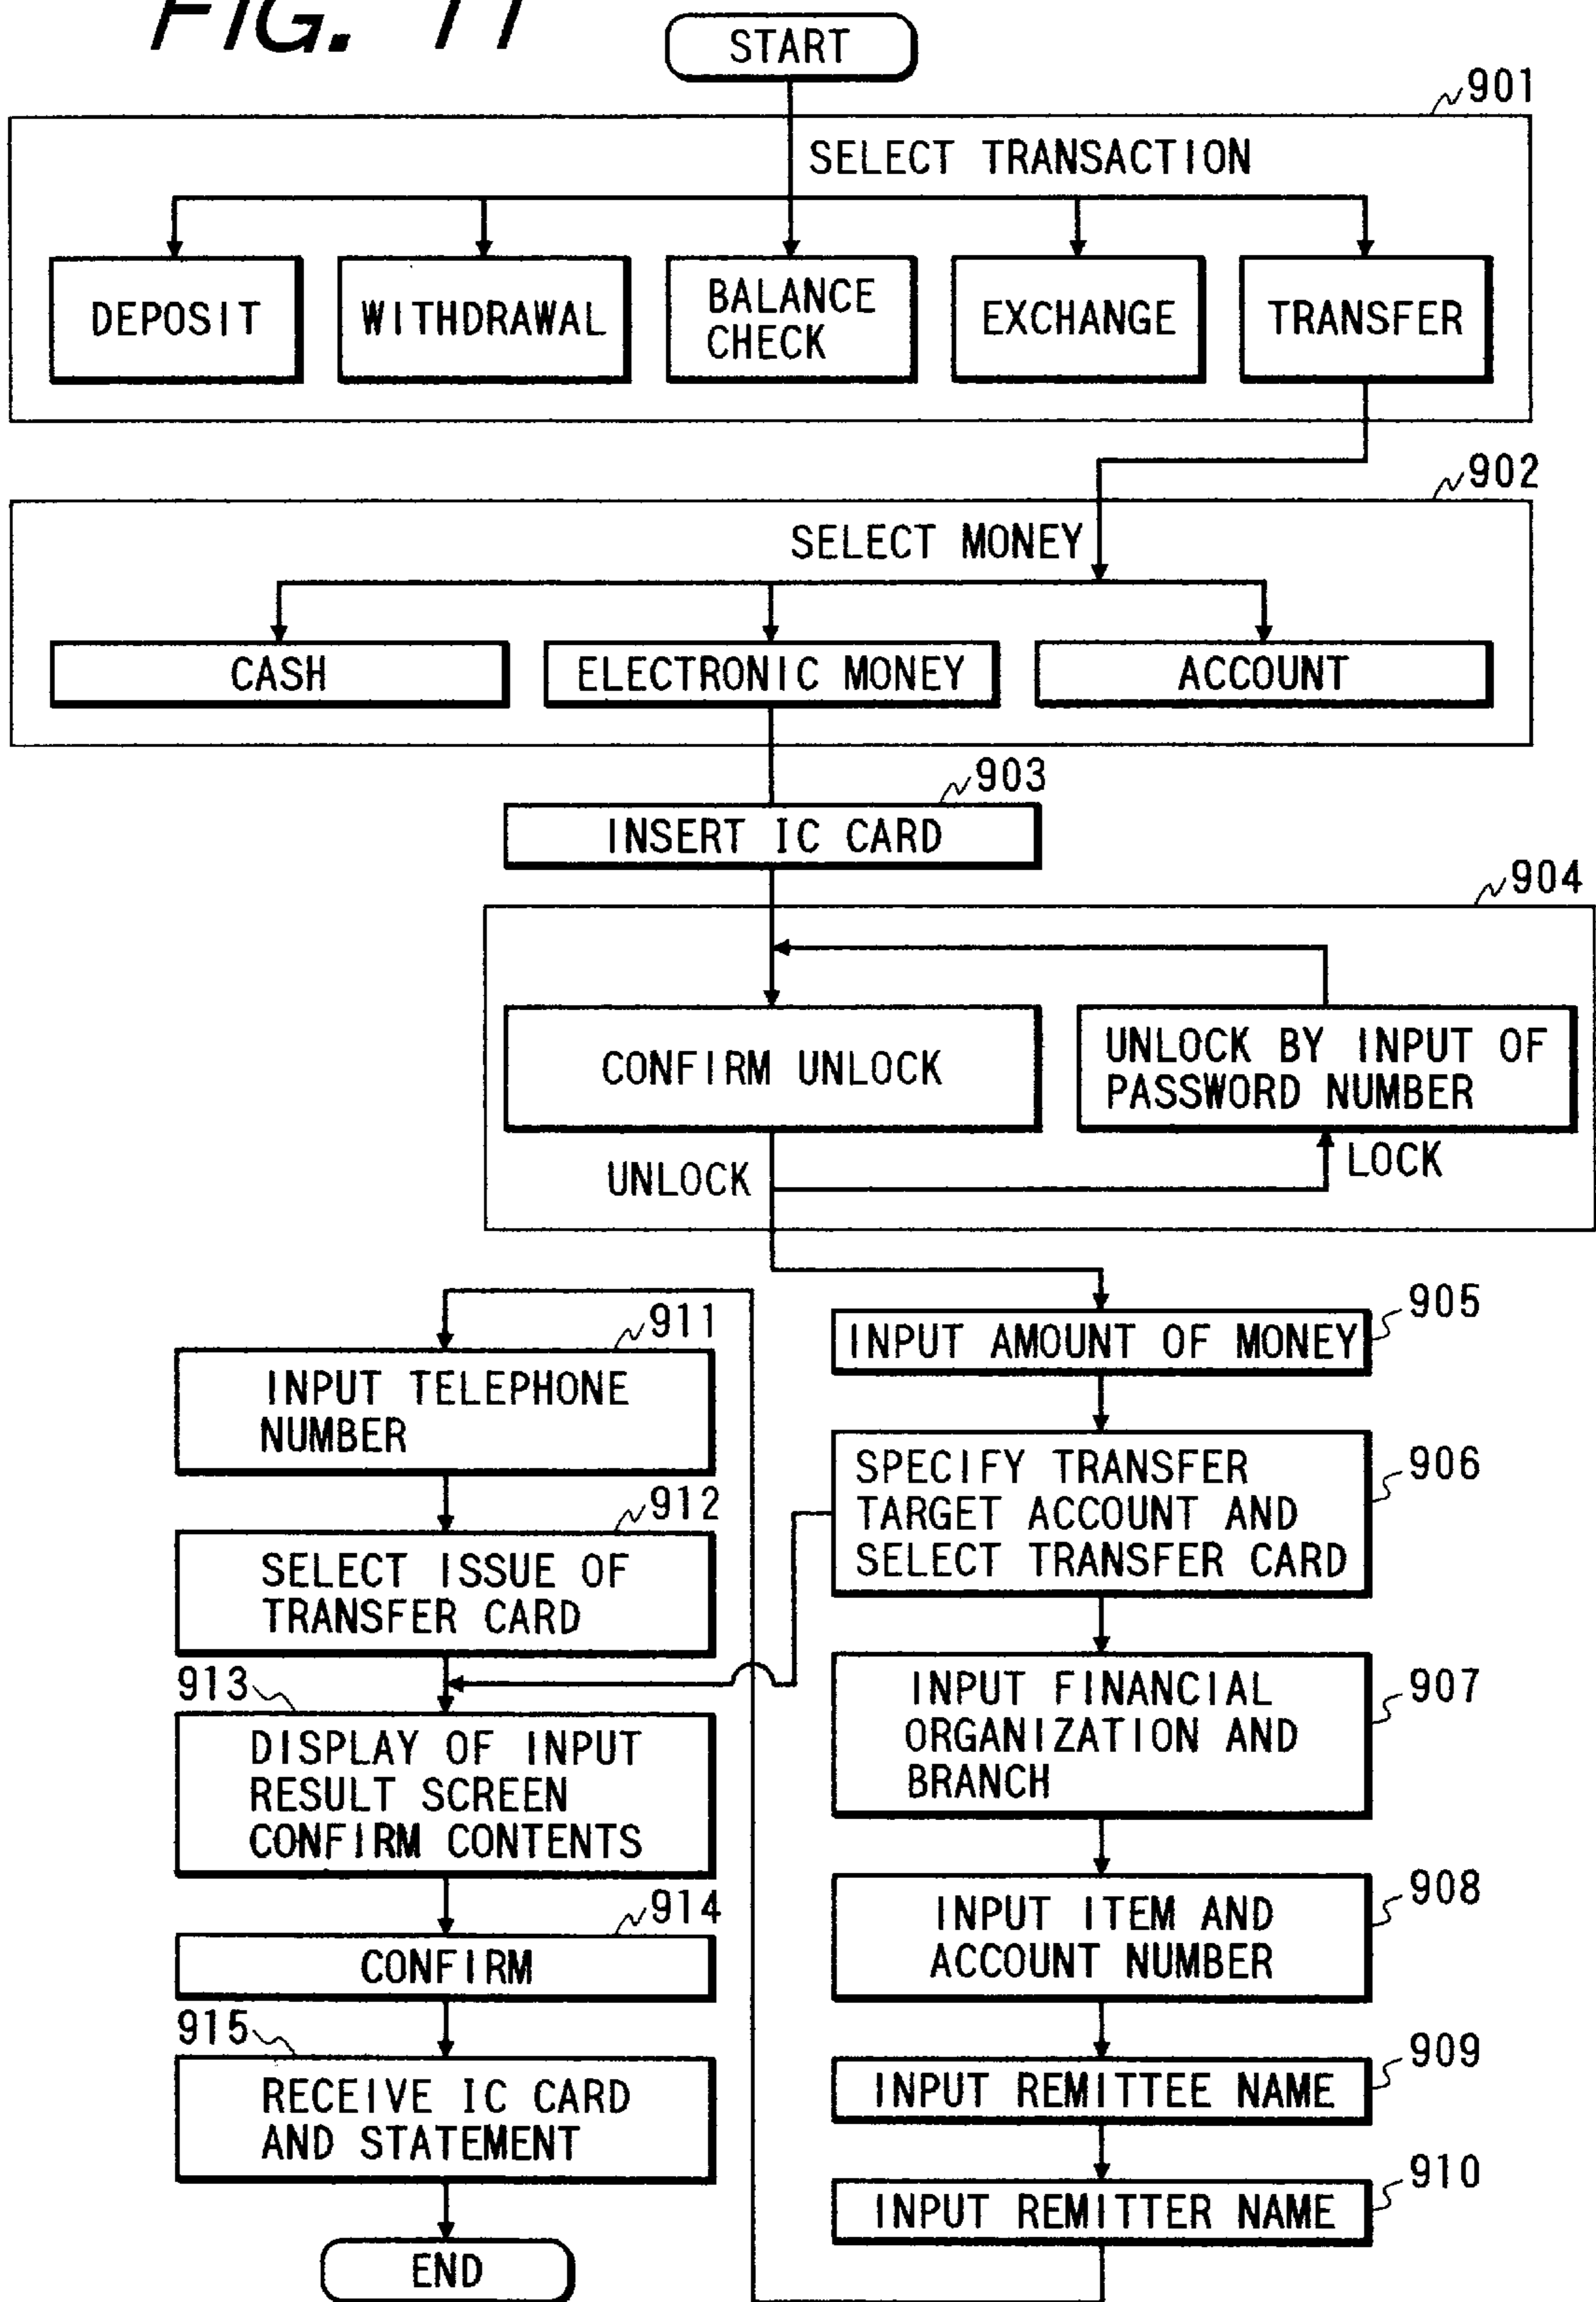 FIG. 11
START
901
SELECT TRANSACTION
DEPOSIT
WITHDRAWAL
BALANCE
CHECK
EXCHANGE
TRANSFER
902
SELECT MONEY
CASH
ELECTRONIC MONEY
ACCOUNT
903
INSERT IC CARD
904
CONFIRM UNLOCK
UNLOCK BY INPUT OF
PASSWORD NUMBER
UNLOCK
LOCK
905
INPUT AMOUNT OF MONEY
906
SPECIFY TRANSFER
TARGET ACCOUNT AND
SELECT TRANSFER CARD
907
INPUT FINANCIAL
ORGANIZATION AND
BRANCH
908
INPUT ITEM AND
ACCOUNT NUMBER
909
INPUT REMITTEE NAME
910
INPUT REMITTER NAME
911
INPUT TELEPHONE
NUMBER
912
SELECT ISSUE OF
TRANSFER CARD
913
DISPLAY OF INPUT
RESULT SCREEN
CONFIRM CONTENTS
914
CONFIRM
915
RECEIVE IC CARD
AND STATEMENT
END